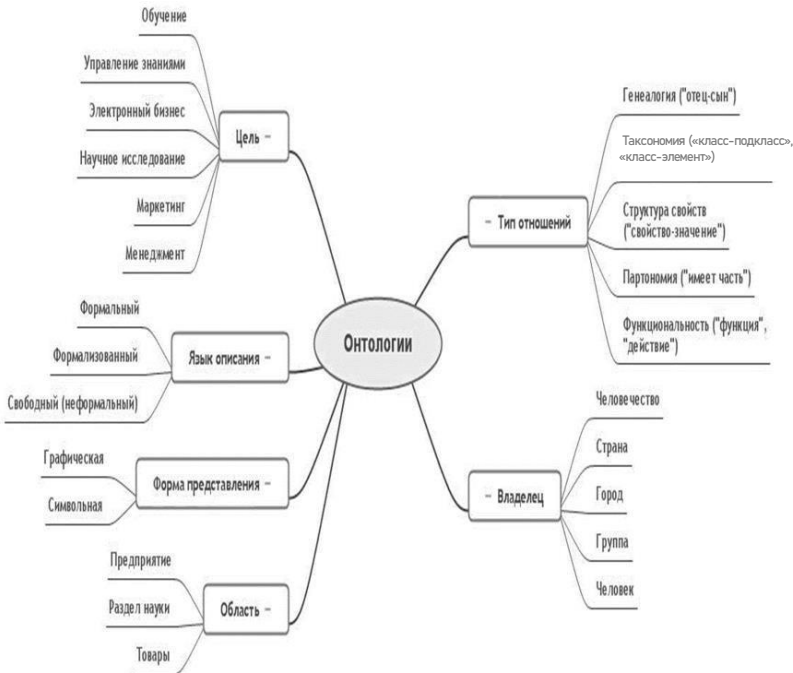 Обучение
Управление знаниями
Электронный бизнес
Научное исследование
Маркетинг
Менеджмент
Цель –
Формальный
Формализованный
Свободный (неформальный)
Язык описания –
Графическая
Символьная
Форма представления –
Предприятие
Раздел науки
Товары
Область –
Онтологии
– Тип отношений
Генеалогия ("отец-сын")
Таксономия («класс-подкласс»,
«класс-элемент»)
Структура свойств
("свойство-значение")
Партономия ("имеет часть")
Функциональность ("функция",
"действие")
– Владелец
Человечество
Страна
Город
Группа
Человек